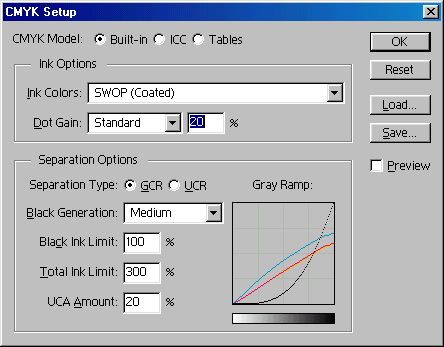 CMYK Setup
CMYK Model: Built-in ICC Tables
OK
Reset
Load...
Save...
Preview
Ink Options
Ink Colors: SWOP (Coated)
Dot Gain: Standard 20 %
Separation Options
Separation Type: GCR UCR
Gray Ramp:
Black Generation: Medium
Black Ink Limit: 100 %
Total Ink Limit: 300 %
UCA Amount: 20 %